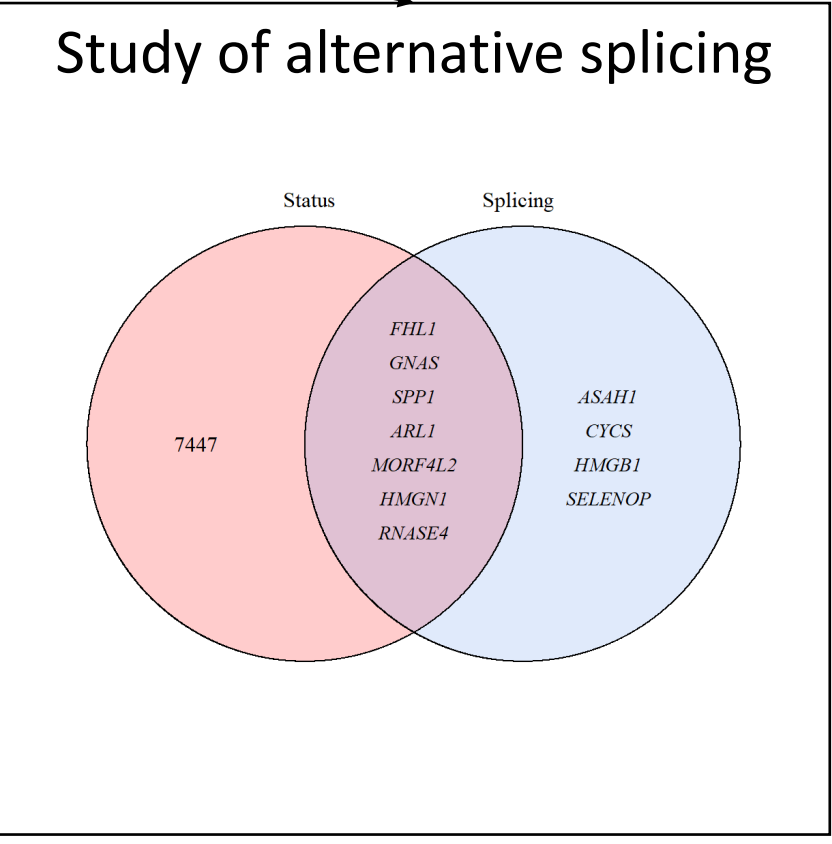 Study of alternative splicing
Status
Splicing
7447
FHL1
GNAS
SPP1
ARL1
MORF4L2
HMGN1
RNASE4
ASAH1
CYCS
HMGB1
SELENOP